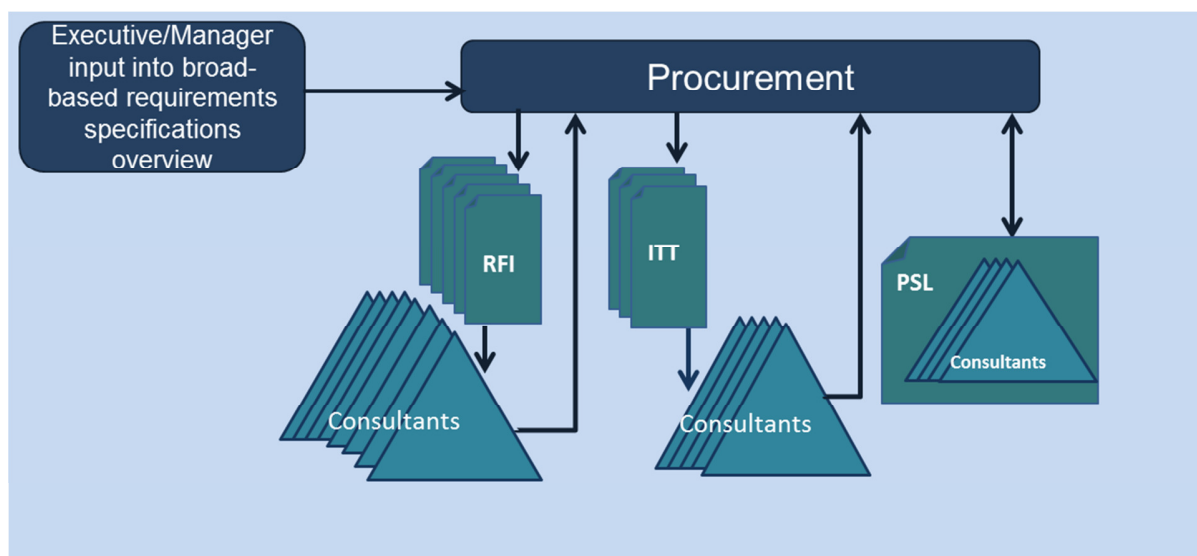 Executive/Manager
input into broad-
based requirements
specifications
overview
Procurement
RFI
ITT
PSL
Consultants
Consultants
Consultants